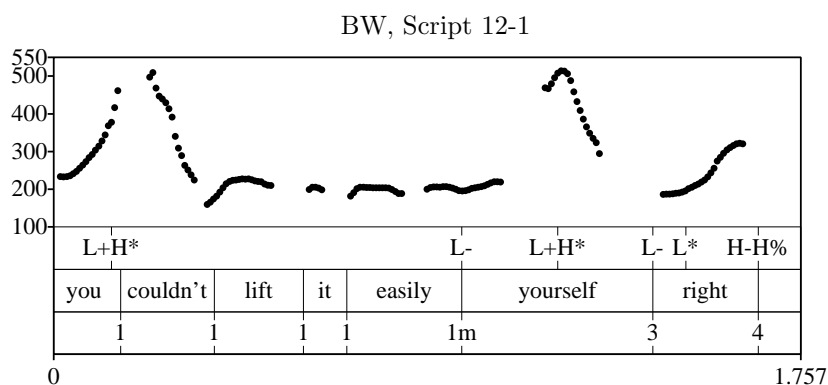 BW, Script 12-1
550
500
400
300
200
100
L+H* L- L+H* L- L* H-H%
you couldn't lift it easily yourself right
1 1 1 1 1m 3 4
0 1.757